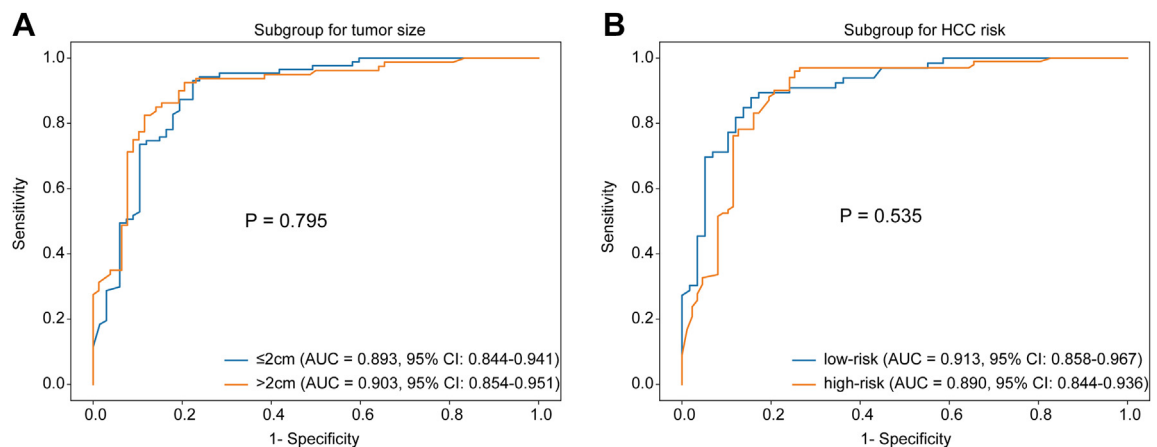 A
Subgroup for tumor size
1.0
0.8
0.6
0.4
0.2
0.0
Sensitivity
P = 0.795
≤2cm (AUC = 0.893, 95% CI: 0.844-0.941)
>2cm (AUC = 0.903, 95% CI: 0.854-0.951)
0.0 0.2 0.4 0.6 0.8 1.0
1- Specificity
B
Subgroup for HCC risk
1.0
0.8
0.6
0.4
0.2
0.0
Sensitivity
P = 0.535
low-risk (AUC = 0.913, 95% CI: 0.858-0.967)
high-risk (AUC = 0.890, 95% CI: 0.844-0.936)
0.0 0.2 0.4 0.6 0.8 1.0
1- Specificity